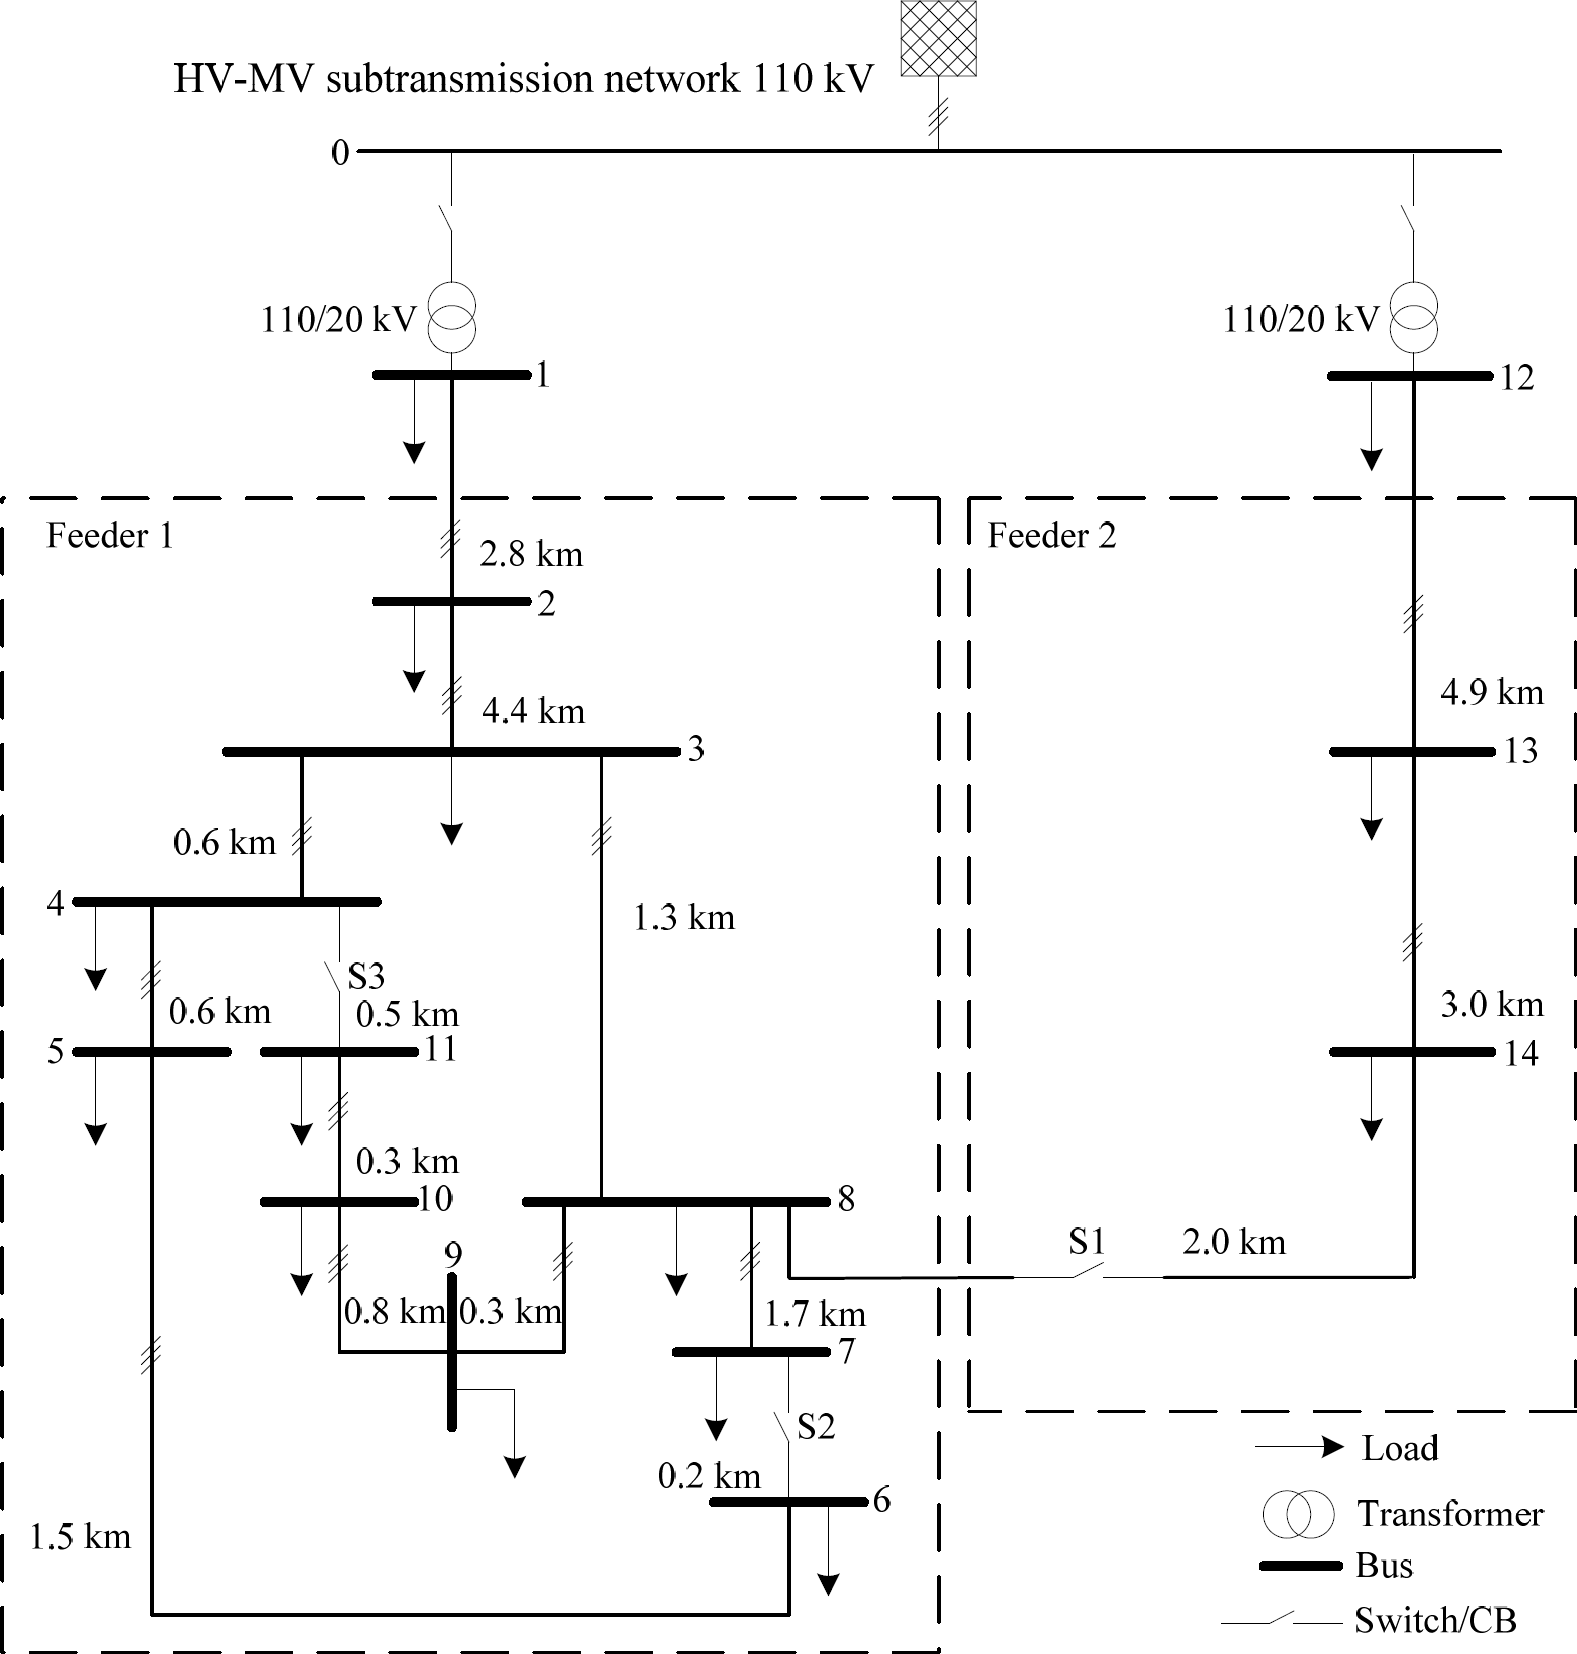 HV-MV subtransmission network 110 kV
0
110/20 kV
110/20 kV
1
12
Feeder 1
Feeder 2
2.8 km
2
4.9 km
4.4 km
3
13
0.6 km
4
1.3 km
S3
0.6 km
0.5 km
3.0 km
5
11
14
0.3 km
10
8
9
S1
2.0 km
0.8 km
0.3 km
1.7 km
7
S2
0.2 km
6
1.5 km
Load
Transformer
Bus
Switch/CB